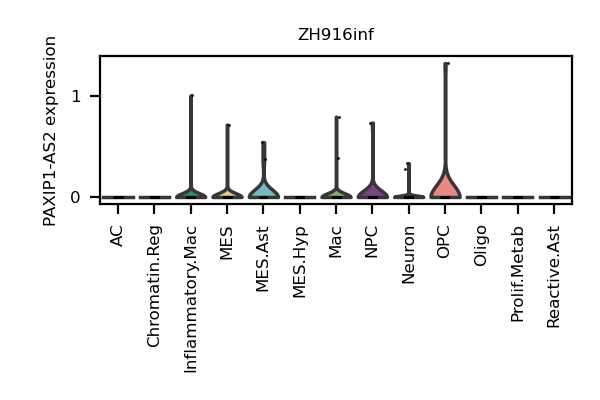 ZH916inf
PAXIP1-AS2 expression
1
0
AC
Chromatin.Reg
Inflammatory.Mac
MES
MES.Ast
MES.Hyp
Mac
NPC
Neuron
OPC
Oligo
Prolif.Metab
Reactive.Ast